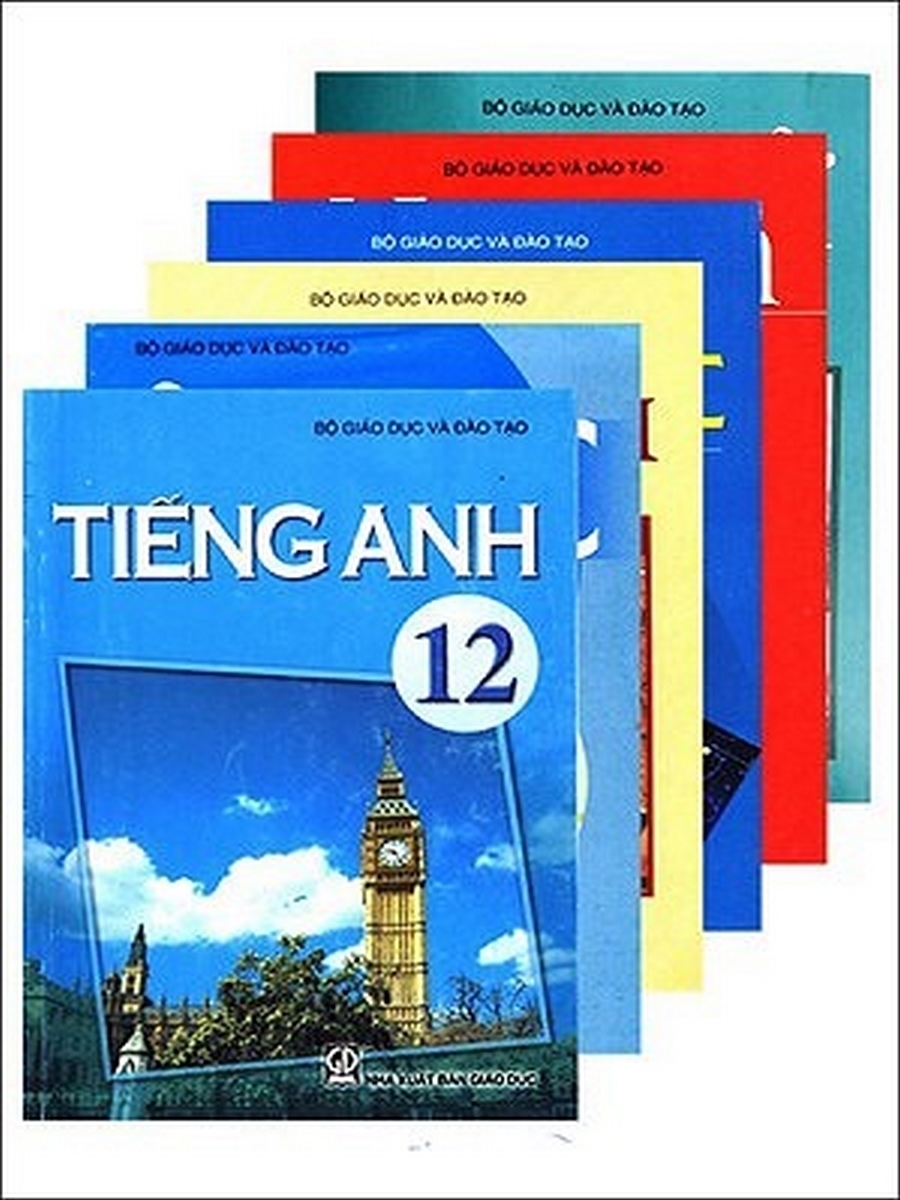 BỘ GIÁO DỤC VÀ ĐÀO TẠO
BỘ GIÁO DỤC VÀ ĐÀO TẠO
BỘ GIÁO DỤC VÀ ĐÀO TẠO
BỘ GIÁO DỤC VÀ ĐÀO TẠO
BỘ GIÁO DỤC VÀ ĐÀO TẠO
BỘ GIÁO DỤC VÀ ĐÀO TẠO
TIẾNG ANH
12
GD NHÀ XUẤT BẢN GIÁO DỤC